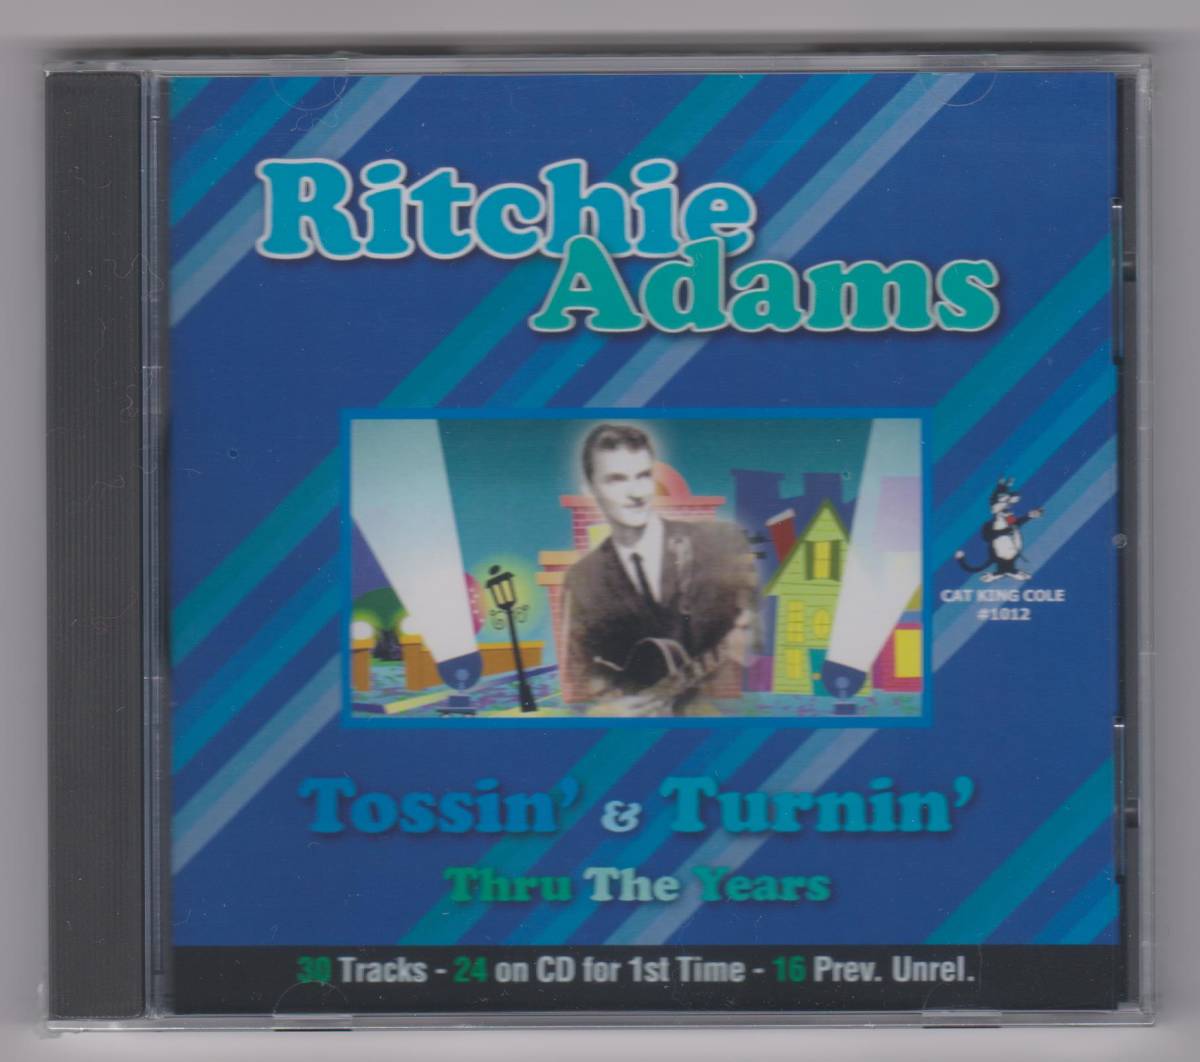 Ritchie
Adams
CAT KING COLE
#1012
Tossin' & Turnin'
Thru The Years
30 Tracks - 24 on CD for 1st Time - 16 Prev. Unrel.